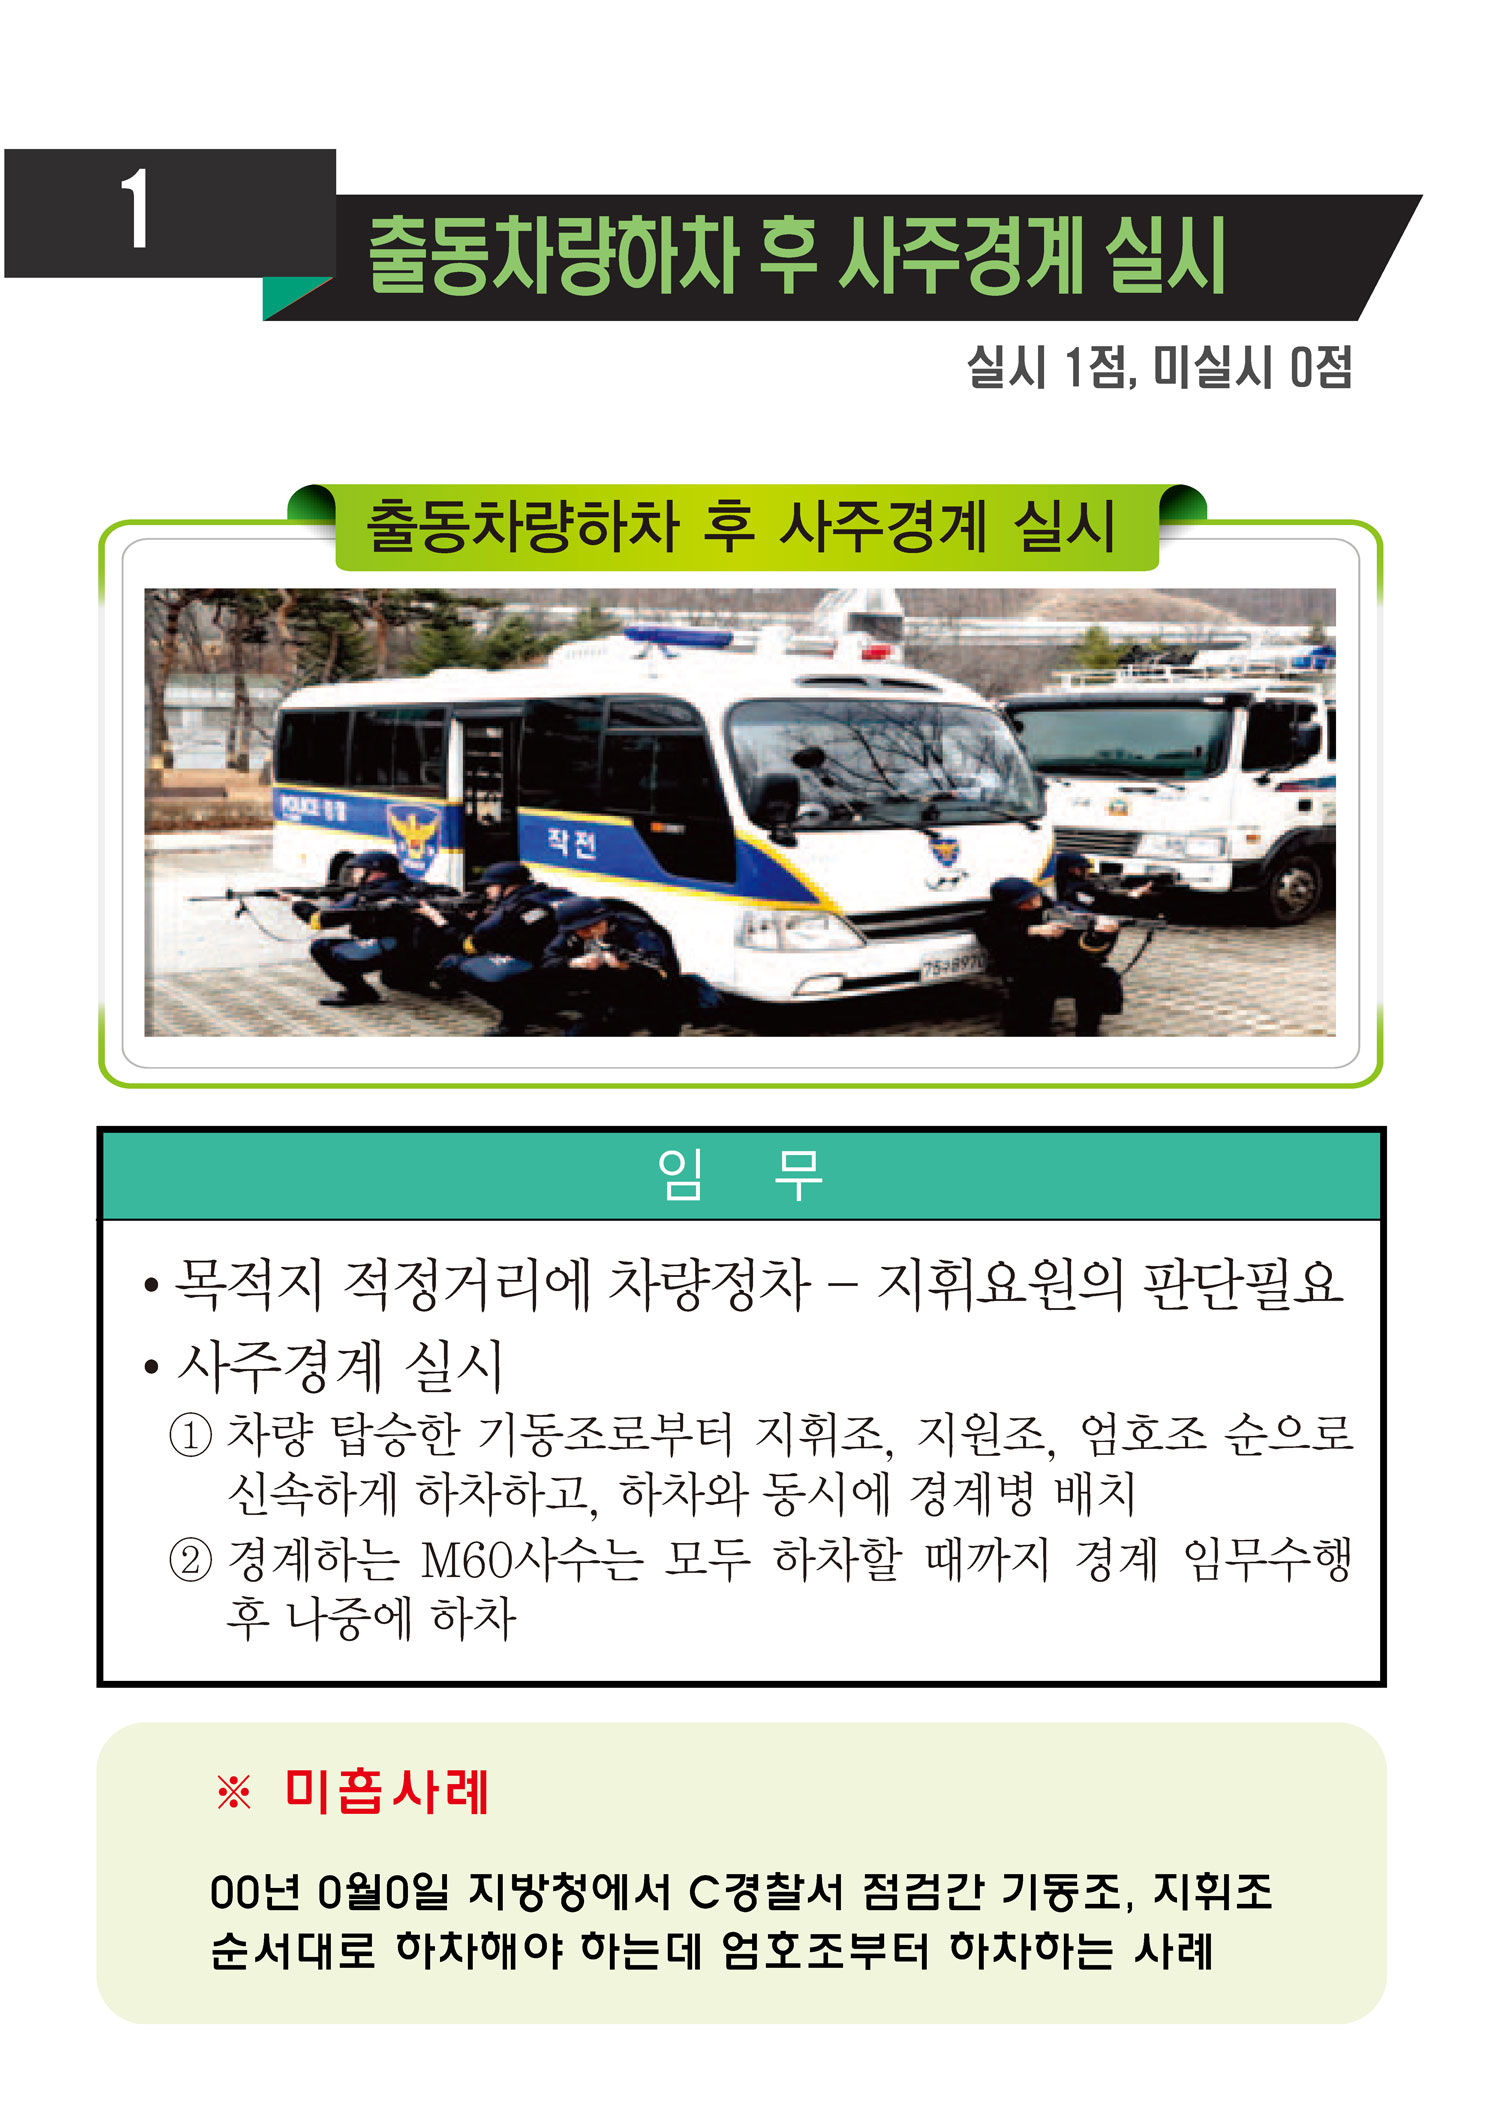 1
출동차량하차 후 사주경계 실시
실시 1점, 미실시 0점
출동차량하차 후 사주경계 실시
POLICE 경찰
작전
임 무
• 목적지 적정거리에 차량정차 - 지휘요원의 판단필요
• 사주경계 실시
① 차량 탑승한 기동조로부터 지휘조, 지원조, 엄호조 순으로
신속하게 하차하고, 하차와 동시에 경계병 배치
② 경계하는 M60사수는 모두 하차할 때까지 경계 임무수행
후 나중에 하차
※ 미흡사례
00년 0월0일 지방청에서 C경찰서 점검간 기동조, 지휘조
순서대로 하차해야 하는데 엄호조부터 하차하는 사례